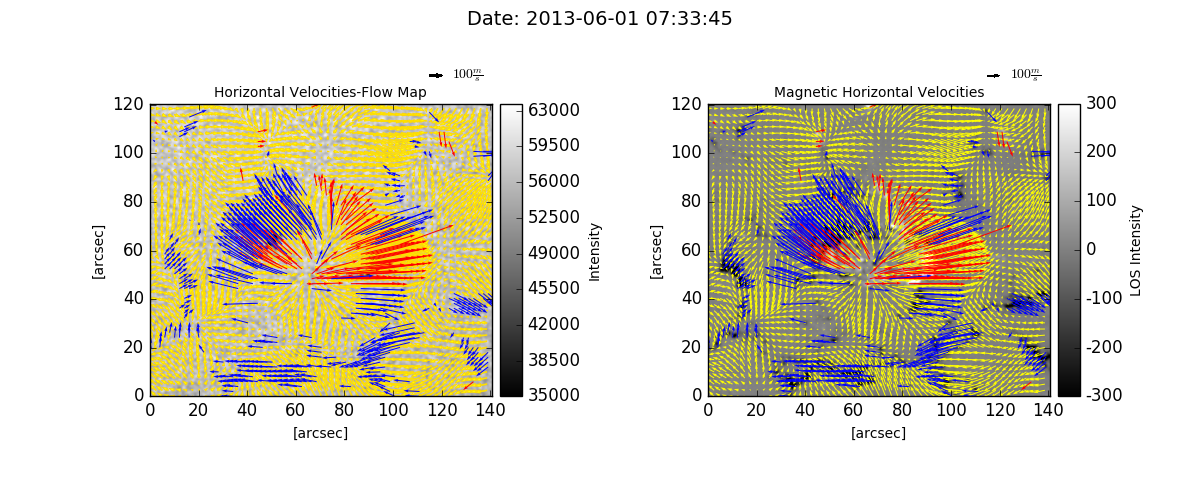 Date: 2013-06-01 07:33:45
100 m/s
100 m/s
Horizontal Velocities-Flow Map
Magnetic Horizontal Velocities
120
100
80
60
40
20
0
0 20 40 60 80 100 120 140
[arcsec]
[arcsec]
63000
59500
56000
52500
49000
45500
42000
38500
35000
Intensity
120
100
80
60
40
20
0
0 20 40 60 80 100 120 140
[arcsec]
[arcsec]
300
200
100
0
-100
-200
-300
LOS Intensity